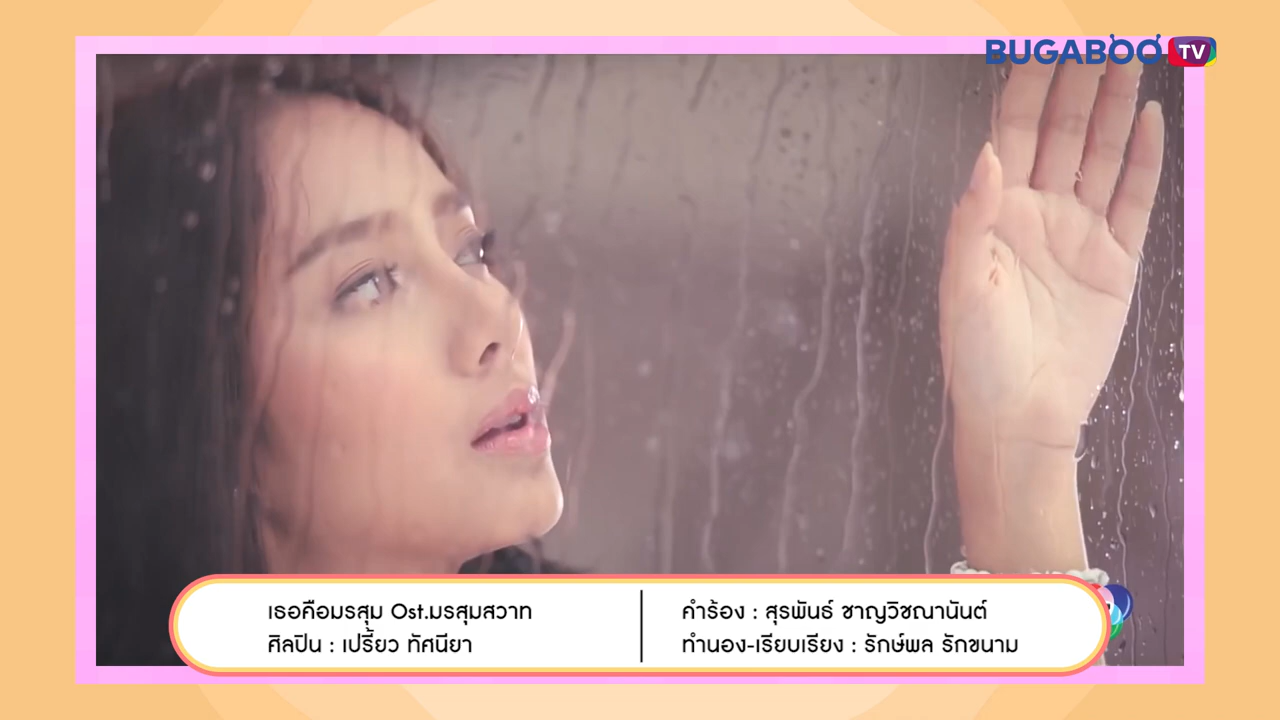 BUGABOO TV
เธอคือมรสุม Ost.มรสุมสวาท
ศิลปิน : เปรี้ยว ทัศนียา
คำร้อง : สุรพันธ์ ชาญวิชณานันต์
ทำนอง-เรียบเรียง : รักษ์พล รักขนาม